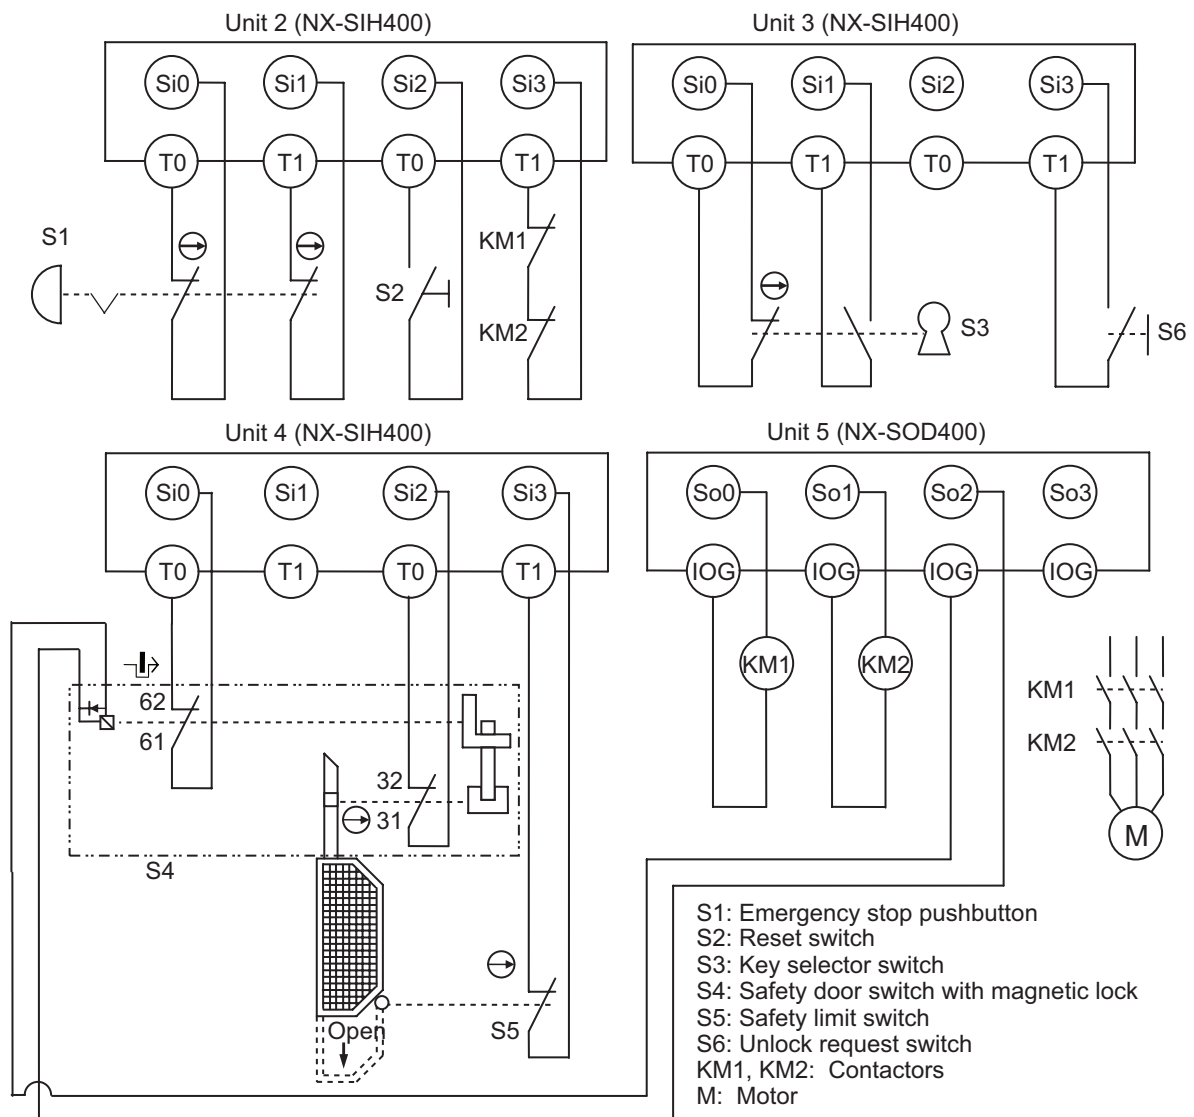 Unit 2 (NX-SIH400)
Unit 3 (NX-SIH400)
Si0 Si1 Si2 Si3
Si0 Si1 Si2 Si3
T0 T1 T0 T1
T0 T1 T0 T1
S1
KM1
S2
KM2
S3
S6
Unit 4 (NX-SIH400)
Unit 5 (NX-SOD400)
Si0 Si1 Si2 Si3
So0 So1 So2 So3
T0 T1 T0 T1
IOG IOG IOG IOG
KM1 KM2
62
61
32
31
S4
KM1
KM2
M
S5
Open
S1: Emergency stop pushbutton
S2: Reset switch
S3: Key selector switch
S4: Safety door switch with magnetic lock
S5: Safety limit switch
S6: Unlock request switch
KM1, KM2: Contactors
M: Motor